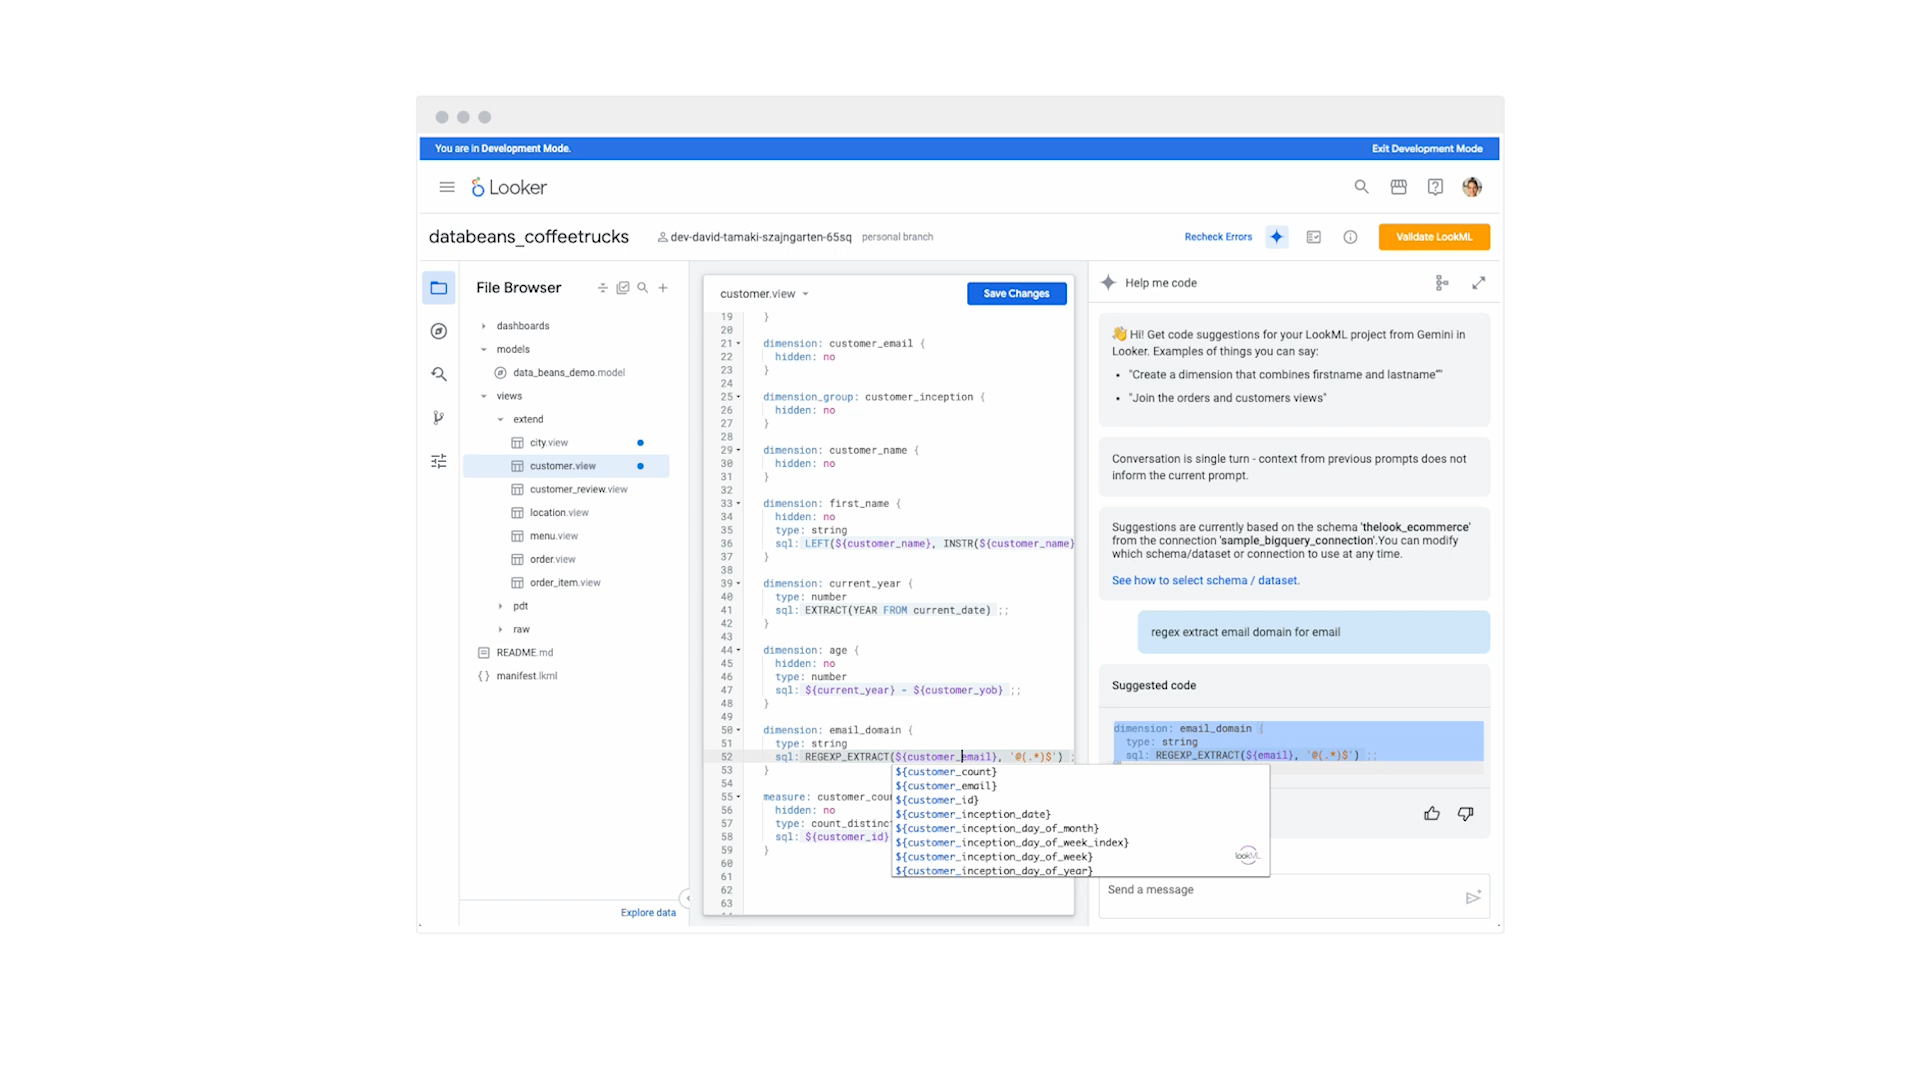 You are in Development Mode.
Exit Development Mode
Looker
databeans_coffeetrucks
dev-david-tamaki-szajngarten-65sq
personal branch
Recheck Errors
Validate LookML
File Browser
dashboards
models
data_beans_demo.model
views
extend
city.view
customer.view
customer_review.view
location.view
menu.view
order.view
order_item.view
pdt
raw
README.md
manifest.lkml
Explore data
customer.view
Save Changes
19 }
20
21 dimension: customer_email {
22 hidden: no
23 }
24
25 dimension_group: customer_inception {
26 hidden: no
27 }
28
29 dimension: customer_name {
30 hidden: no
31 }
32
33 dimension: first_name {
34 hidden: no
35 type: string
36 sql: LEFT(${customer_name}, INSTR(${customer_name}
37 }
38
39 dimension: current_year {
40 type: number
41 sql: EXTRACT(YEAR FROM current_date) ;;
42 }
43
44 dimension: age {
45 hidden: no
46 type: number
47 sql: ${current_year} - ${customer_yob} ;;
48 }
49
50 dimension: email_domain {
51 type: string
52 sql: REGEXP_EXTRACT(${customer_email}, '@(.*)$') ;
53 }
54
55 measure: customer_cou
56 hidden: no
57 type: count_distinct
58 sql: ${customer_id}
59 }
60
61
62
63
${customer_count}
${customer_email}
${customer_id}
${customer_inception_date}
${customer_inception_day_of_month}
${customer_inception_day_of_week_index}
${customer_inception_day_of_week}
${customer_inception_day_of_year}
lookML
Help me code
👋 Hi! Get code suggestions for your LookML project from Gemini in
Looker. Examples of things you can say:
• "Create a dimension that combines firstname and lastname""
• "Join the orders and customers views"
Conversation is single turn - context from previous prompts does not
inform the current prompt.
Suggestions are currently based on the schema 'thelook_ecommerce'
from the connection 'sample_bigquery_connection'.You can modify
which schema/dataset or connection to use at any time.
See how to select schema / dataset.
regex extract email domain for email
Suggested code
dimension: email_domain {
type: string
sql: REGEXP_EXTRACT(${email}, '@(.*)$') ;;
Send a message